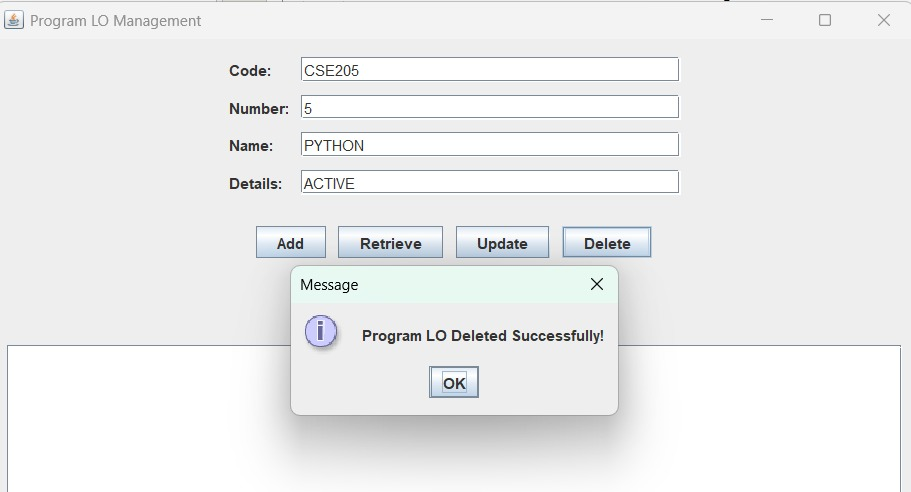 Program LO Management
Code: CSE205
Number: 5
Name: PYTHON
Details: ACTIVE
Add Retrieve Update Delete
Message
i Program LO Deleted Successfully!
OK